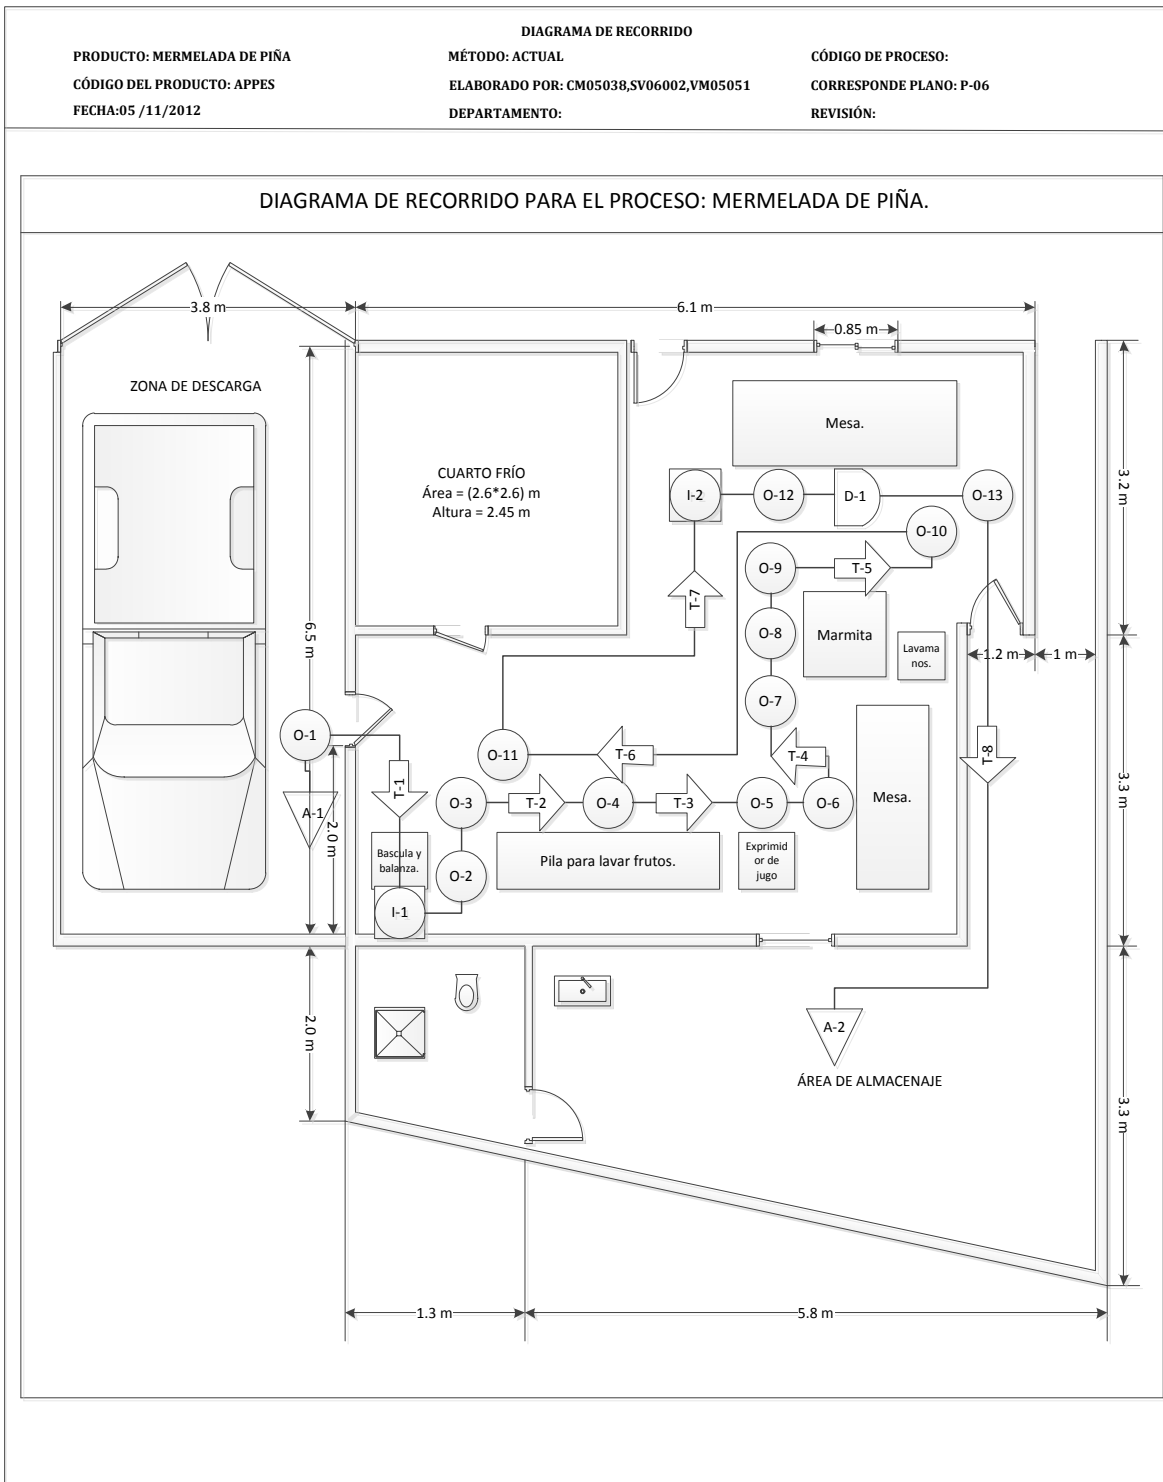 DIAGRAMA DE RECORRIDO
PRODUCTO: MERMELADA DE PIÑA
MÉTODO: ACTUAL
CÓDIGO DE PROCESO:
CÓDIGO DEL PRODUCTO: APPES
ELABORADO POR: CM05038,SV06002,VM05051
CORRESPONDE PLANO: P-06
FECHA:05 /11/2012
DEPARTAMENTO:
REVISIÓN:
DIAGRAMA DE RECORRIDO PARA EL PROCESO: MERMELADA DE PIÑA.
3.8 m
6.1 m
0.85 m
ZONA DE DESCARGA
Mesa.
CUARTO FRÍO
Área = (2.6*2.6) m
Altura = 2.45 m
3.2 m
I-2
O-12
D-1
O-13
O-10
O-9
T-5
T-7
6.5 m
O-8
Marmita
Lavama
nos.
1.2 m
1 m
O-7
O-1
O-11
T-6
T-4
T-8
T-1
3.3 m
A-1
O-3
T-2
O-4
T-3
O-5
O-6
Mesa.
2.0 m
Bascula y
balanza.
O-2
Pila para lavar frutos.
Exprimid
or de
jugo
I-1
2.0 m
A-2
ÁREA DE ALMACENAJE
3.3 m
1.3 m
5.8 m